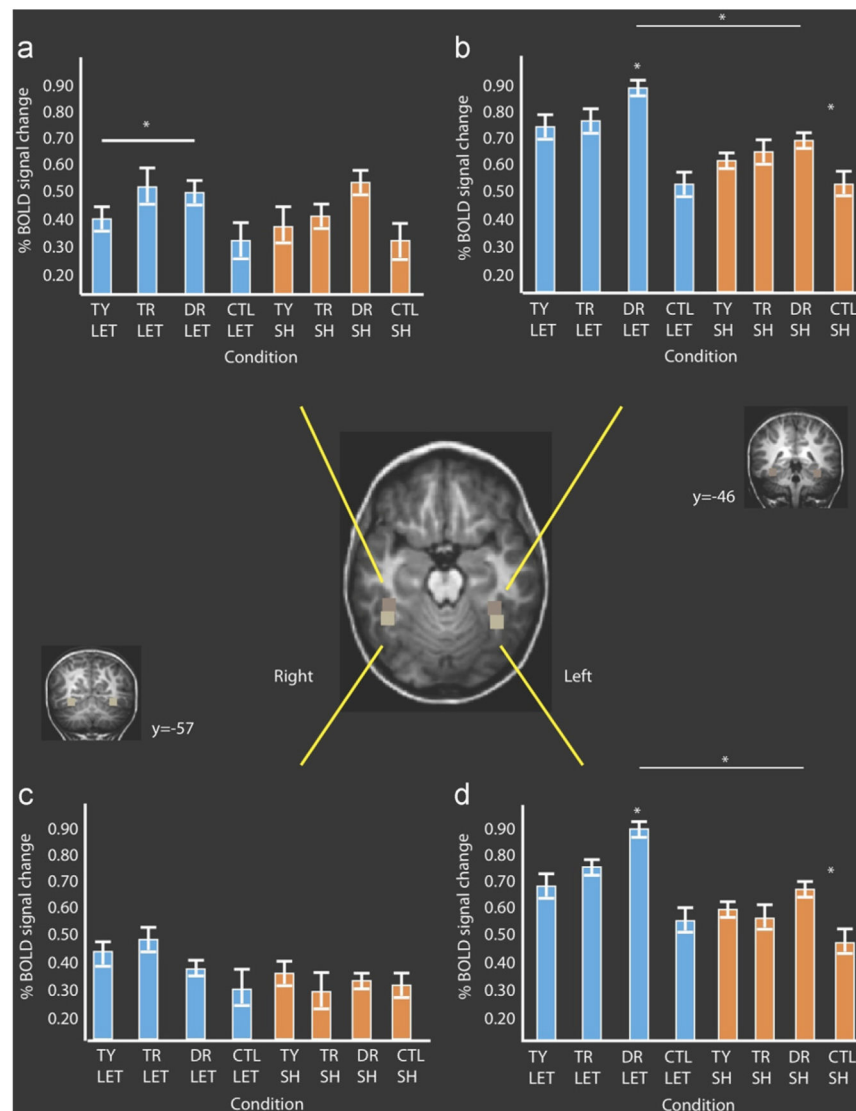 a
*
% BOLD signal change
0.90
0.80
0.70
0.60
0.50
0.40
0.30
0.20
TY TR DR CTL TY TR DR CTL
LET LET LET LET SH SH SH SH
Condition
b
*
*
*
% BOLD signal change
0.90
0.80
0.70
0.60
0.50
0.40
0.30
0.20
TY TR DR CTL TY TR DR CTL
LET LET LET LET SH SH SH SH
Condition
y=-46
Right
Left
y=-57
c
% BOLD signal change
0.90
0.80
0.70
0.60
0.50
0.40
0.30
0.20
TY TR DR CTL TY TR DR CTL
LET LET LET LET SH SH SH SH
Condition
d
*
*
*
% BOLD signal change
0.90
0.80
0.70
0.60
0.50
0.40
0.30
0.20
TY TR DR CTL TY TR DR CTL
LET LET LET LET SH SH SH SH
Condition